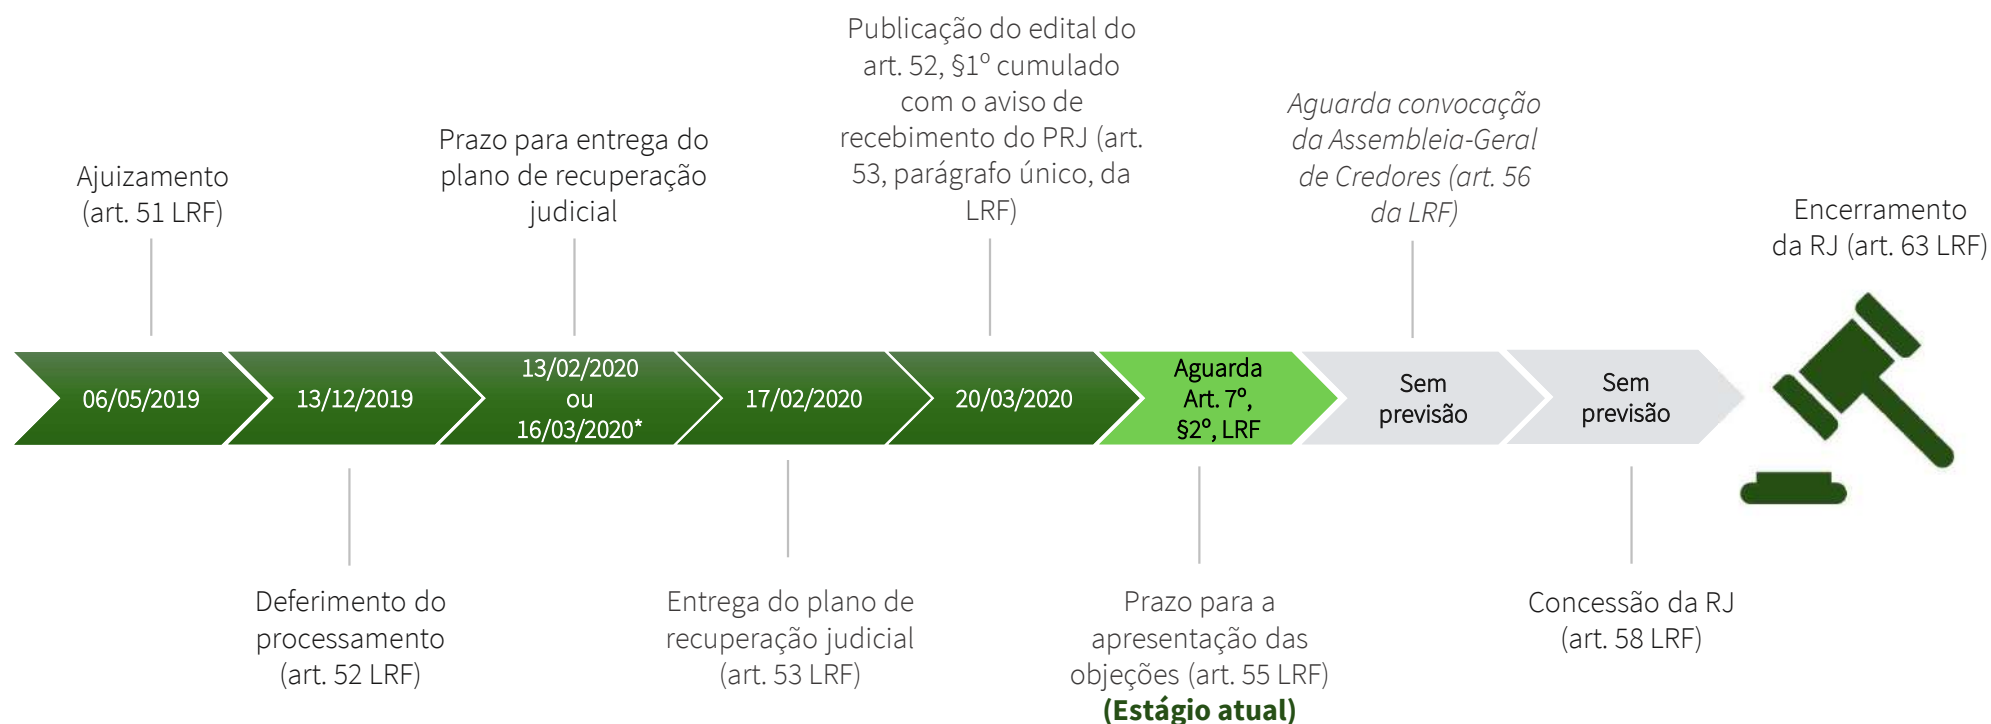 Ajuizamento
(art. 51 LRF)
06/05/2019
13/12/2019
Deferimento do
processamento
(art. 52 LRF)
Prazo para entrega do
plano de recuperação
judicial
13/02/2020
ou
16/03/2020*
17/02/2020
Entrega do plano de
recuperação judicial
(art. 53 LRF)
Publicação do edital do
art. 52, §1º cumulado
com o aviso de
recebimento do PRJ (art.
53, parágrafo único, da
LRF)
20/03/2020
Aguarda
Art. 7º,
§2º, LRF
Prazo para a
apresentação das
objeções (art. 55 LRF)
(Estágio atual)
Aguarda convocação
da Assembleia-Geral
de Credores (art. 56
da LRF)
Sem
previsão
Sem
previsão
Concessão da RJ
(art. 58 LRF)
Encerramento
da RJ (art. 63 LRF)